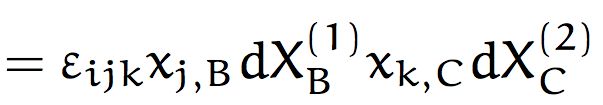 = ε_{ijk} x_{j,B} dX_B^{(1)} x_{k,C} dX_C^{(2)}